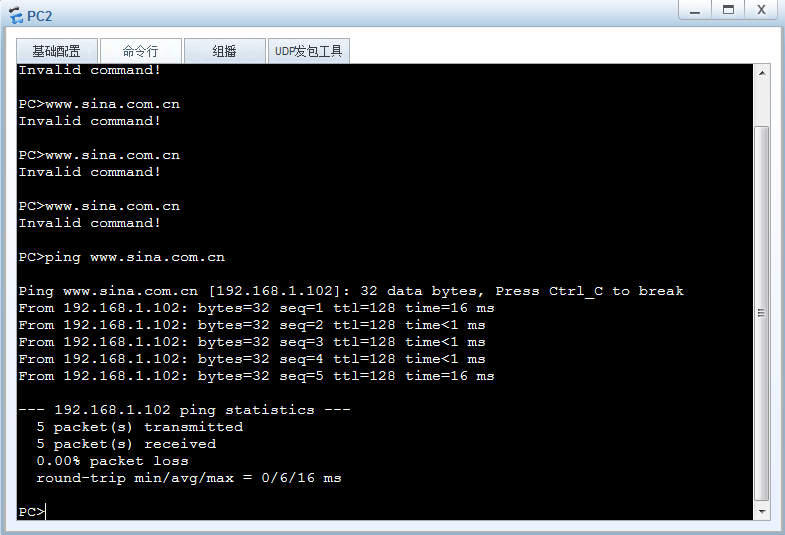 PC2
基础配置 命令行 组播 UDP发包工具
Invalid command!
PC>www.sina.com.cn
Invalid command!
PC>www.sina.com.cn
Invalid command!
PC>www.sina.com.cn
Invalid command!
PC>ping www.sina.com.cn
Ping www.sina.com.cn [192.168.1.102]: 32 data bytes, Press Ctrl_C to break
From 192.168.1.102: bytes=32 seq=1 ttl=128 time=16 ms
From 192.168.1.102: bytes=32 seq=2 ttl=128 time<1 ms
From 192.168.1.102: bytes=32 seq=3 ttl=128 time<1 ms
From 192.168.1.102: bytes=32 seq=4 ttl=128 time<1 ms
From 192.168.1.102: bytes=32 seq=5 ttl=128 time=16 ms
--- 192.168.1.102 ping statistics ---
5 packet(s) transmitted
5 packet(s) received
0.00% packet loss
round-trip min/avg/max = 0/6/16 ms
PC>